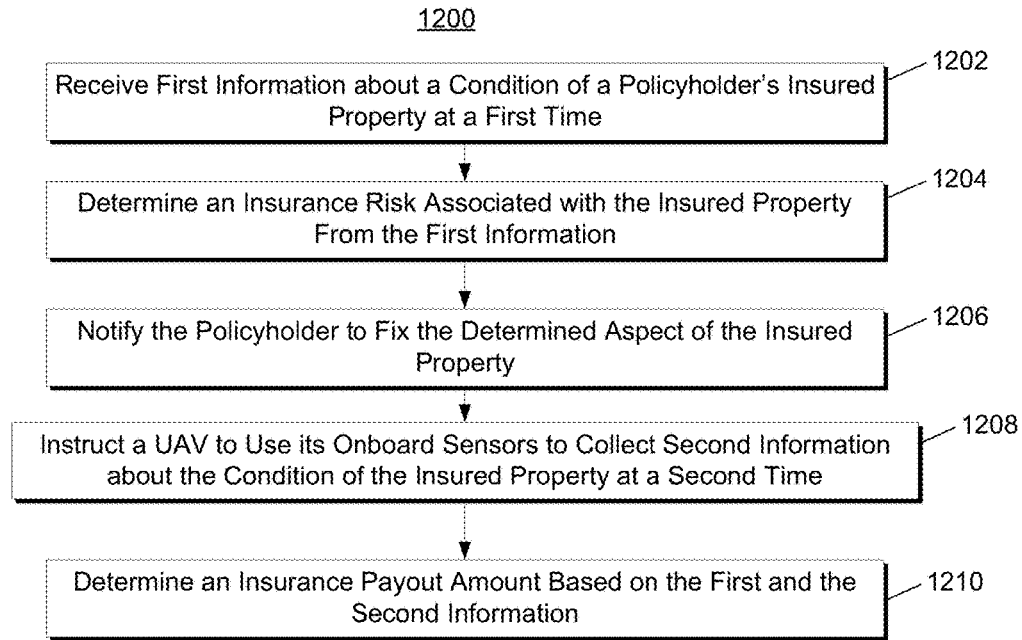 1200
1202
Receive First Information about a Condition of a Policyholder's Insured
Property at a First Time
1204
Determine an Insurance Risk Associated with the Insured Property
From the First Information
1206
Notify the Policyholder to Fix the Determined Aspect of the Insured
Property
1208
Instruct a UAV to Use its Onboard Sensors to Collect Second Information
about the Condition of the Insured Property at a Second Time
1210
Determine an Insurance Payout Amount Based on the First and the
Second Information